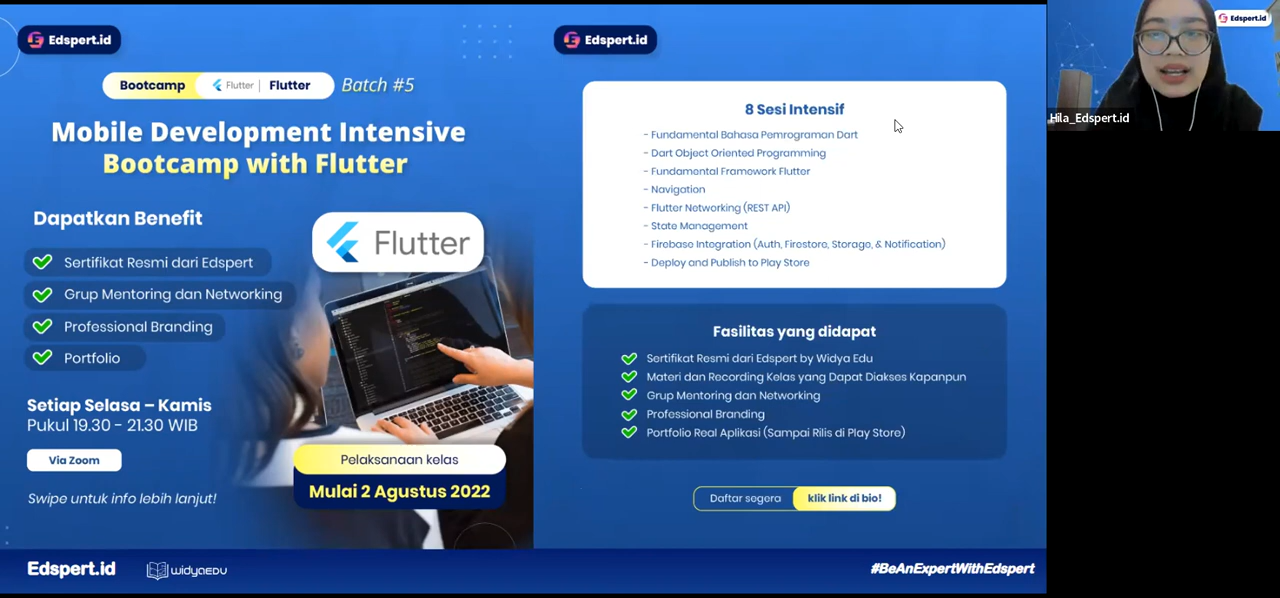 Edspert.id
Bootcamp Flutter | Flutter Batch #5
Mobile Development Intensive
Bootcamp with Flutter
Dapatkan Benefit
Sertifikat Resmi dari Edspert
Grup Mentoring dan Networking
Professional Branding
Portfolio
Flutter
Setiap Selasa – Kamis
Pukul 19.30 - 21.30 WIB
Via Zoom
Swipe untuk info lebih lanjut!
Pelaksanaan kelas
Mulai 2 Agustus 2022
Edspert.id
8 Sesi Intensif
- Fundamental Bahasa Pemrograman Dart
- Dart Object Oriented Programming
- Fundamental Framework Flutter
- Navigation
- Flutter Networking (REST API)
- State Management
- Firebase Integration (Auth, Firestore, Storage, & Notification)
- Deploy and Publish to Play Store
Fasilitas yang didapat
Sertifikat Resmi dari Edspert by Widya Edu
Materi dan Recording Kelas yang Dapat Diakses Kapanpun
Grup Mentoring dan Networking
Professional Branding
Portfolio Real Aplikasi (Sampai Rilis di Play Store)
Daftar segera klik link di bio!
Edspert.id WIDYAEDU
#BeAnExpertWithEdspert
Edspert.id
Hila_Edspert.id